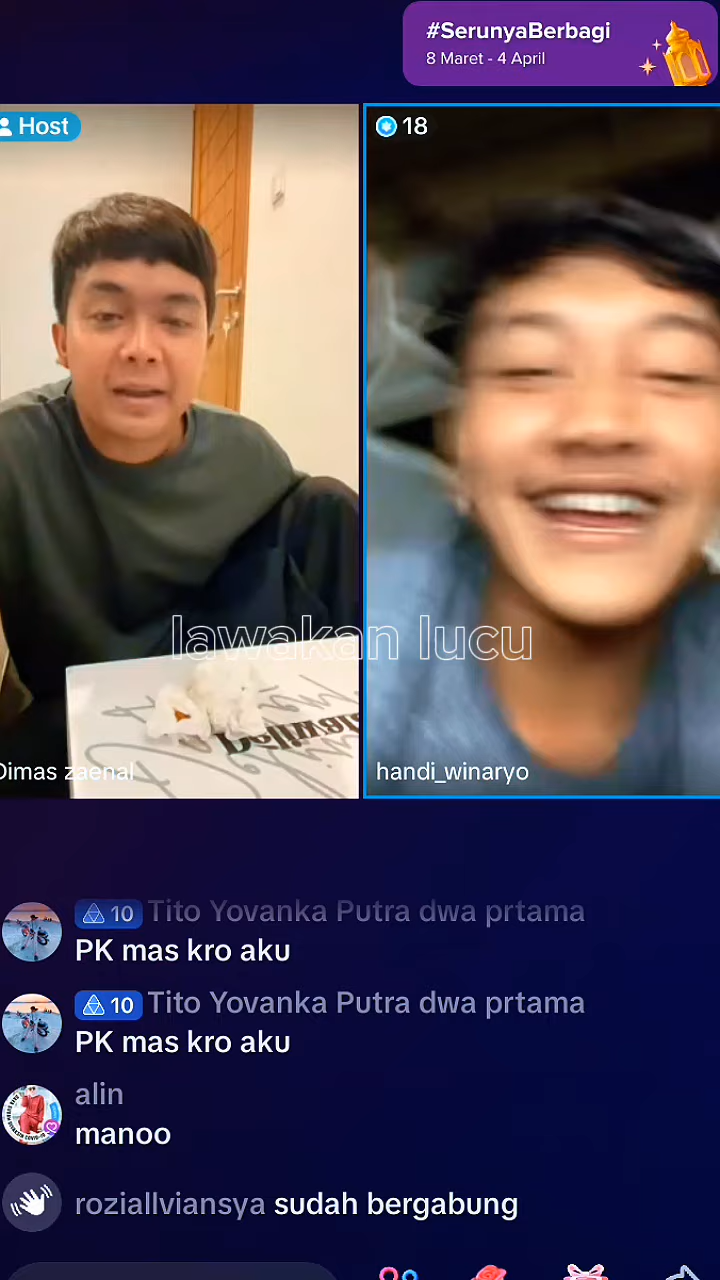 #SerunyaBerbagi
8 Maret - 4 April
Host
18
lawakan lucu
Dimas zaenal
handi_winaryo
10 Tito Yovanka Putra dwa prtama
PK mas kro aku
10 Tito Yovanka Putra dwa prtama
PK mas kro aku
alin
manoo
roziallviansya sudah bergabung